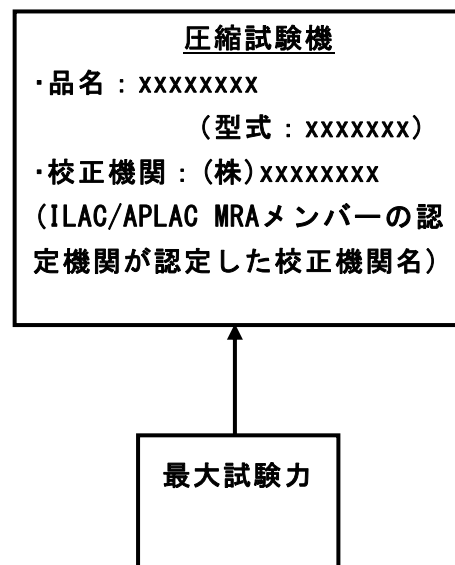 圧縮試験機
・品名：xxxxxxxx
（型式：xxxxxxx）
・校正機関：(株)xxxxxxxx
(ILAC/APLAC MRAメンバーの認
定機関が認定した校正機関名)
最大試験力